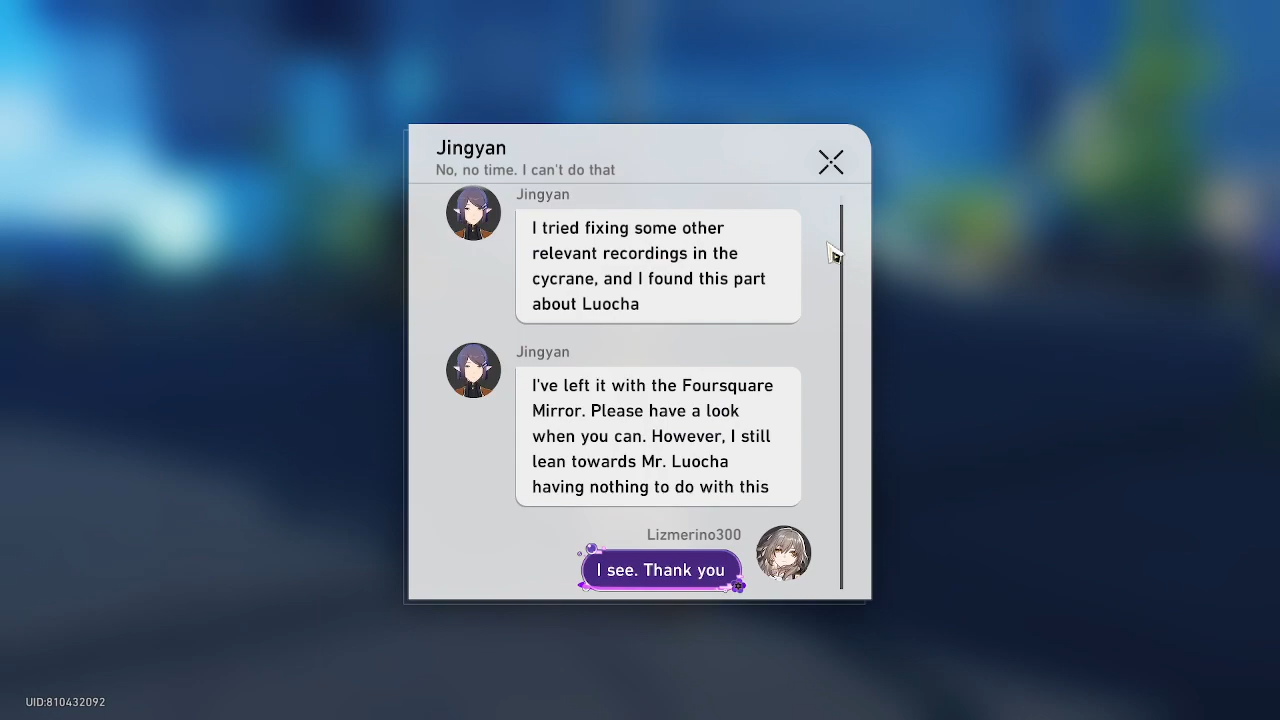 Jingyan
No, no time. I can't do that
Jingyan
I tried fixing some other
relevant recordings in the
cycrane, and I found this part
about Luocha
Jingyan
I've left it with the Foursquare
Mirror. Please have a look
when you can. However, I still
lean towards Mr. Luocha
having nothing to do with this
Lizmerino300
I see. Thank you
UID:810432092